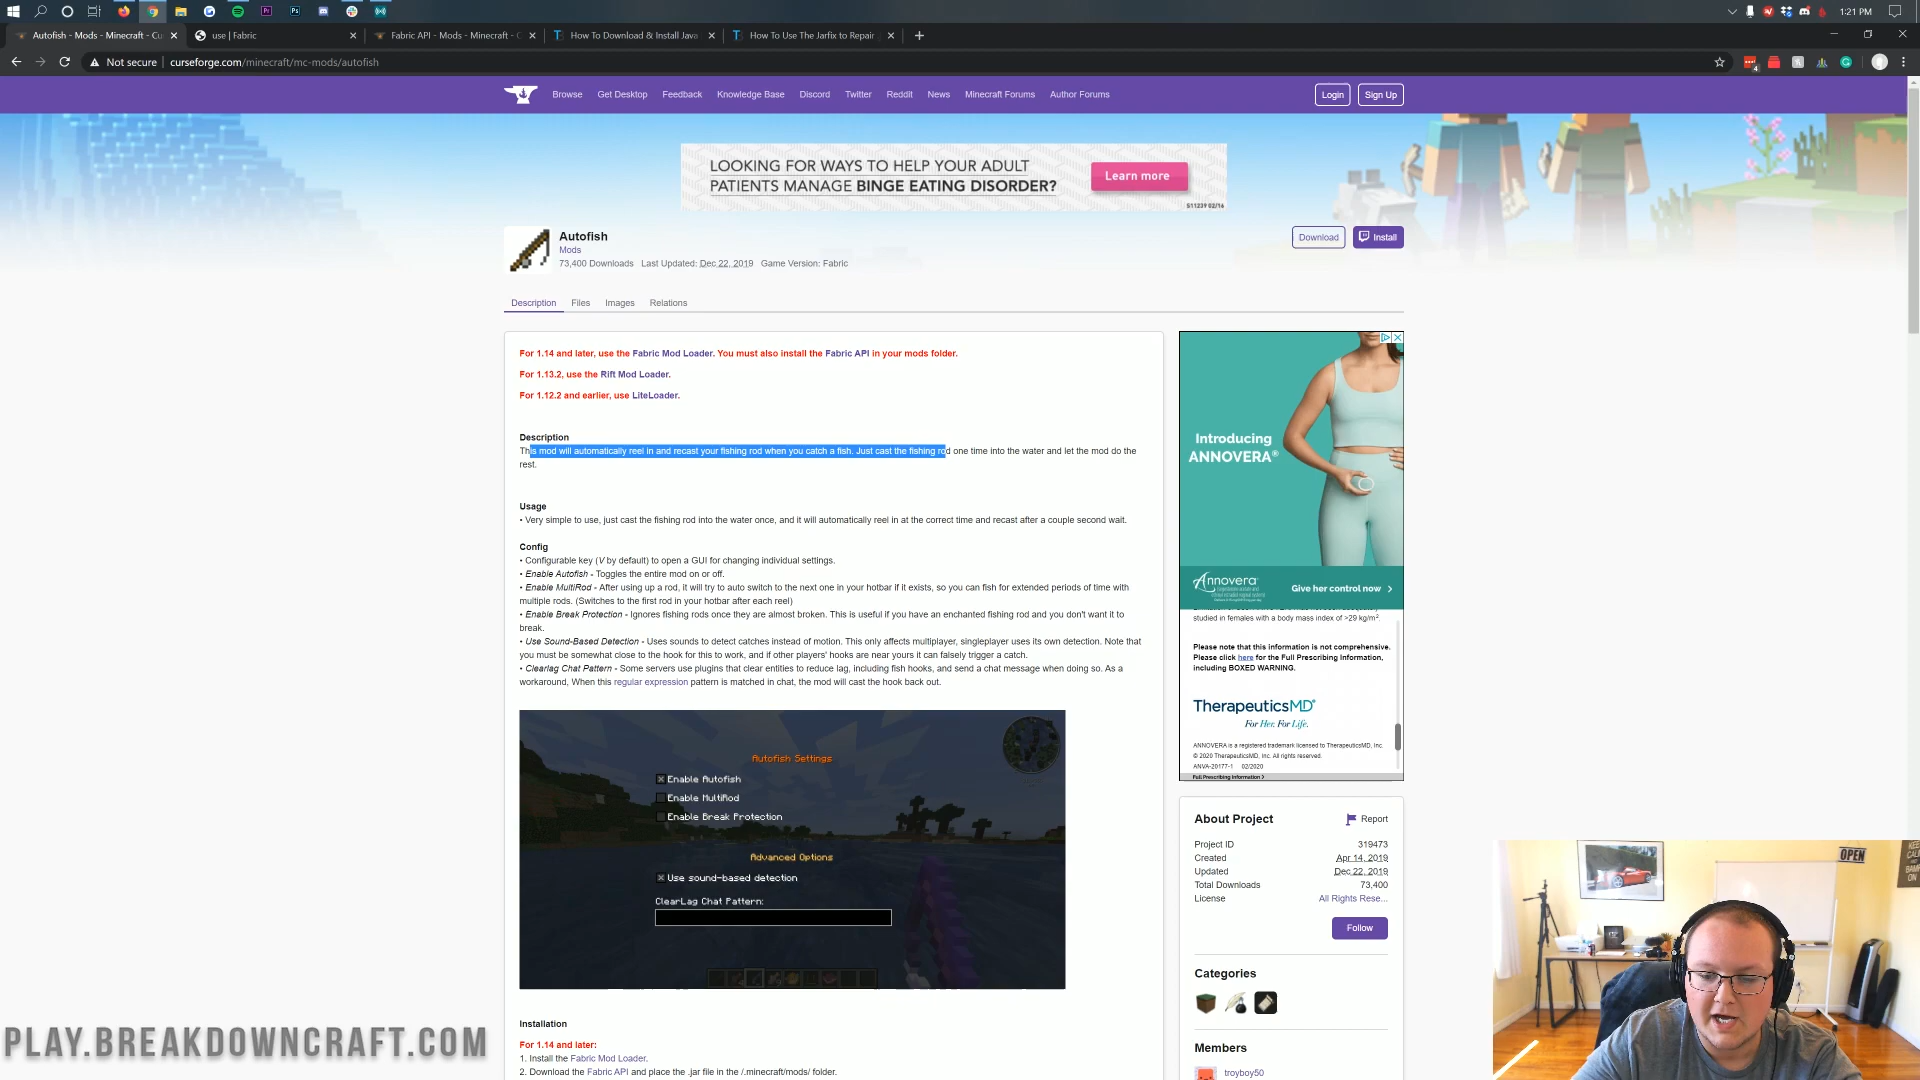 1:21 PM
Autofish - Mods - Minecraft - Cu
use | Fabric
Fabric API - Mods - Minecraft - C
How To Download & Install Java
How To Use The Jarfix to Repair
Not secure | curseforge.com/minecraft/mc-mods/autofish
Browse Get Desktop Feedback Knowledge Base Discord Twitter Reddit News Minecraft Forums Author Forums Login Sign Up
LOOKING FOR WAYS TO HELP YOUR ADULT
PATIENTS MANAGE BINGE EATING DISORDER?
Learn more
S11239 02/16
Autofish
Mods
73,400 Downloads Last Updated: Dec 22, 2019 Game Version: Fabric
Download Install
Description Files Images Relations
For 1.14 and later, use the Fabric Mod Loader. You must also install the Fabric API in your mods folder.
For 1.13.2, use the Rift Mod Loader.
For 1.12.2 and earlier, use LiteLoader.
Description
This mod will automatically reel in and recast your fishing rod when you catch a fish. Just cast the fishing rod one time into the water and let the mod do the
rest.
Usage
• Very simple to use, just cast the fishing rod into the water once, and it will automatically reel in at the correct time and recast after a couple second wait.
Config
• Configurable key (V by default) to open a GUI for changing individual settings.
• Enable Autofish - Toggles the entire mod on or off.
• Enable MultiRod - After using up a rod, it will try to auto switch to the next one in your hotbar if it exists, so you can fish for extended periods of time with
multiple rods. (Switches to the first rod in your hotbar after each reel)
• Enable Break Protection - Ignores fishing rods once they are almost broken. This is useful if you have an enchanted fishing rod and you don't want it to
break.
• Use Sound-Based Detection - Uses sounds to detect catches instead of motion. This only affects multiplayer, singleplayer uses its own detection. Note that
you must be somewhat close to the hook for this to work, and if other players' hooks are near yours it can falsely trigger a catch.
• Clearlag Chat Pattern - Some servers use plugins that clear entities to reduce lag, including fish hooks, and send a chat message when doing so. As a
workaround, When this regular expression pattern is matched in chat, the mod will cast the hook back out.
Autofish Settings
Enable Autofish
Enable MultiRod
Enable Break Protection
Advanced Options
Use sound-based detection
ClearLag Chat Pattern:
Installation
For 1.14 and later:
1. Install the Fabric Mod Loader.
2. Download the Fabric API and place the .jar file in the /.minecraft/mods/ folder.
Introducing
ANNOVERA®
Annovera
Give her control now
studied in females with a body mass index of >29 kg/m².
Please note that this information is not comprehensive.
Please click here for the Full Prescribing Information,
including BOXED WARNING.
TherapeuticsMD®
For Her. For Life.
ANNOVERA is a registered trademark licensed to TherapeuticsMD, Inc.
© 2020 TherapeuticsMD, Inc. All rights reserved.
ANVA-20177-1 02/2020
Full Prescribing Information
About Project Report
Project ID 319473
Created Apr 14, 2019
Updated Dec 22, 2019
Total Downloads 73,400
License All Rights Rese...
Follow
Categories
Members
troyboy50
OPEN
PLAY.BREAKDOWNCRAFT.COM